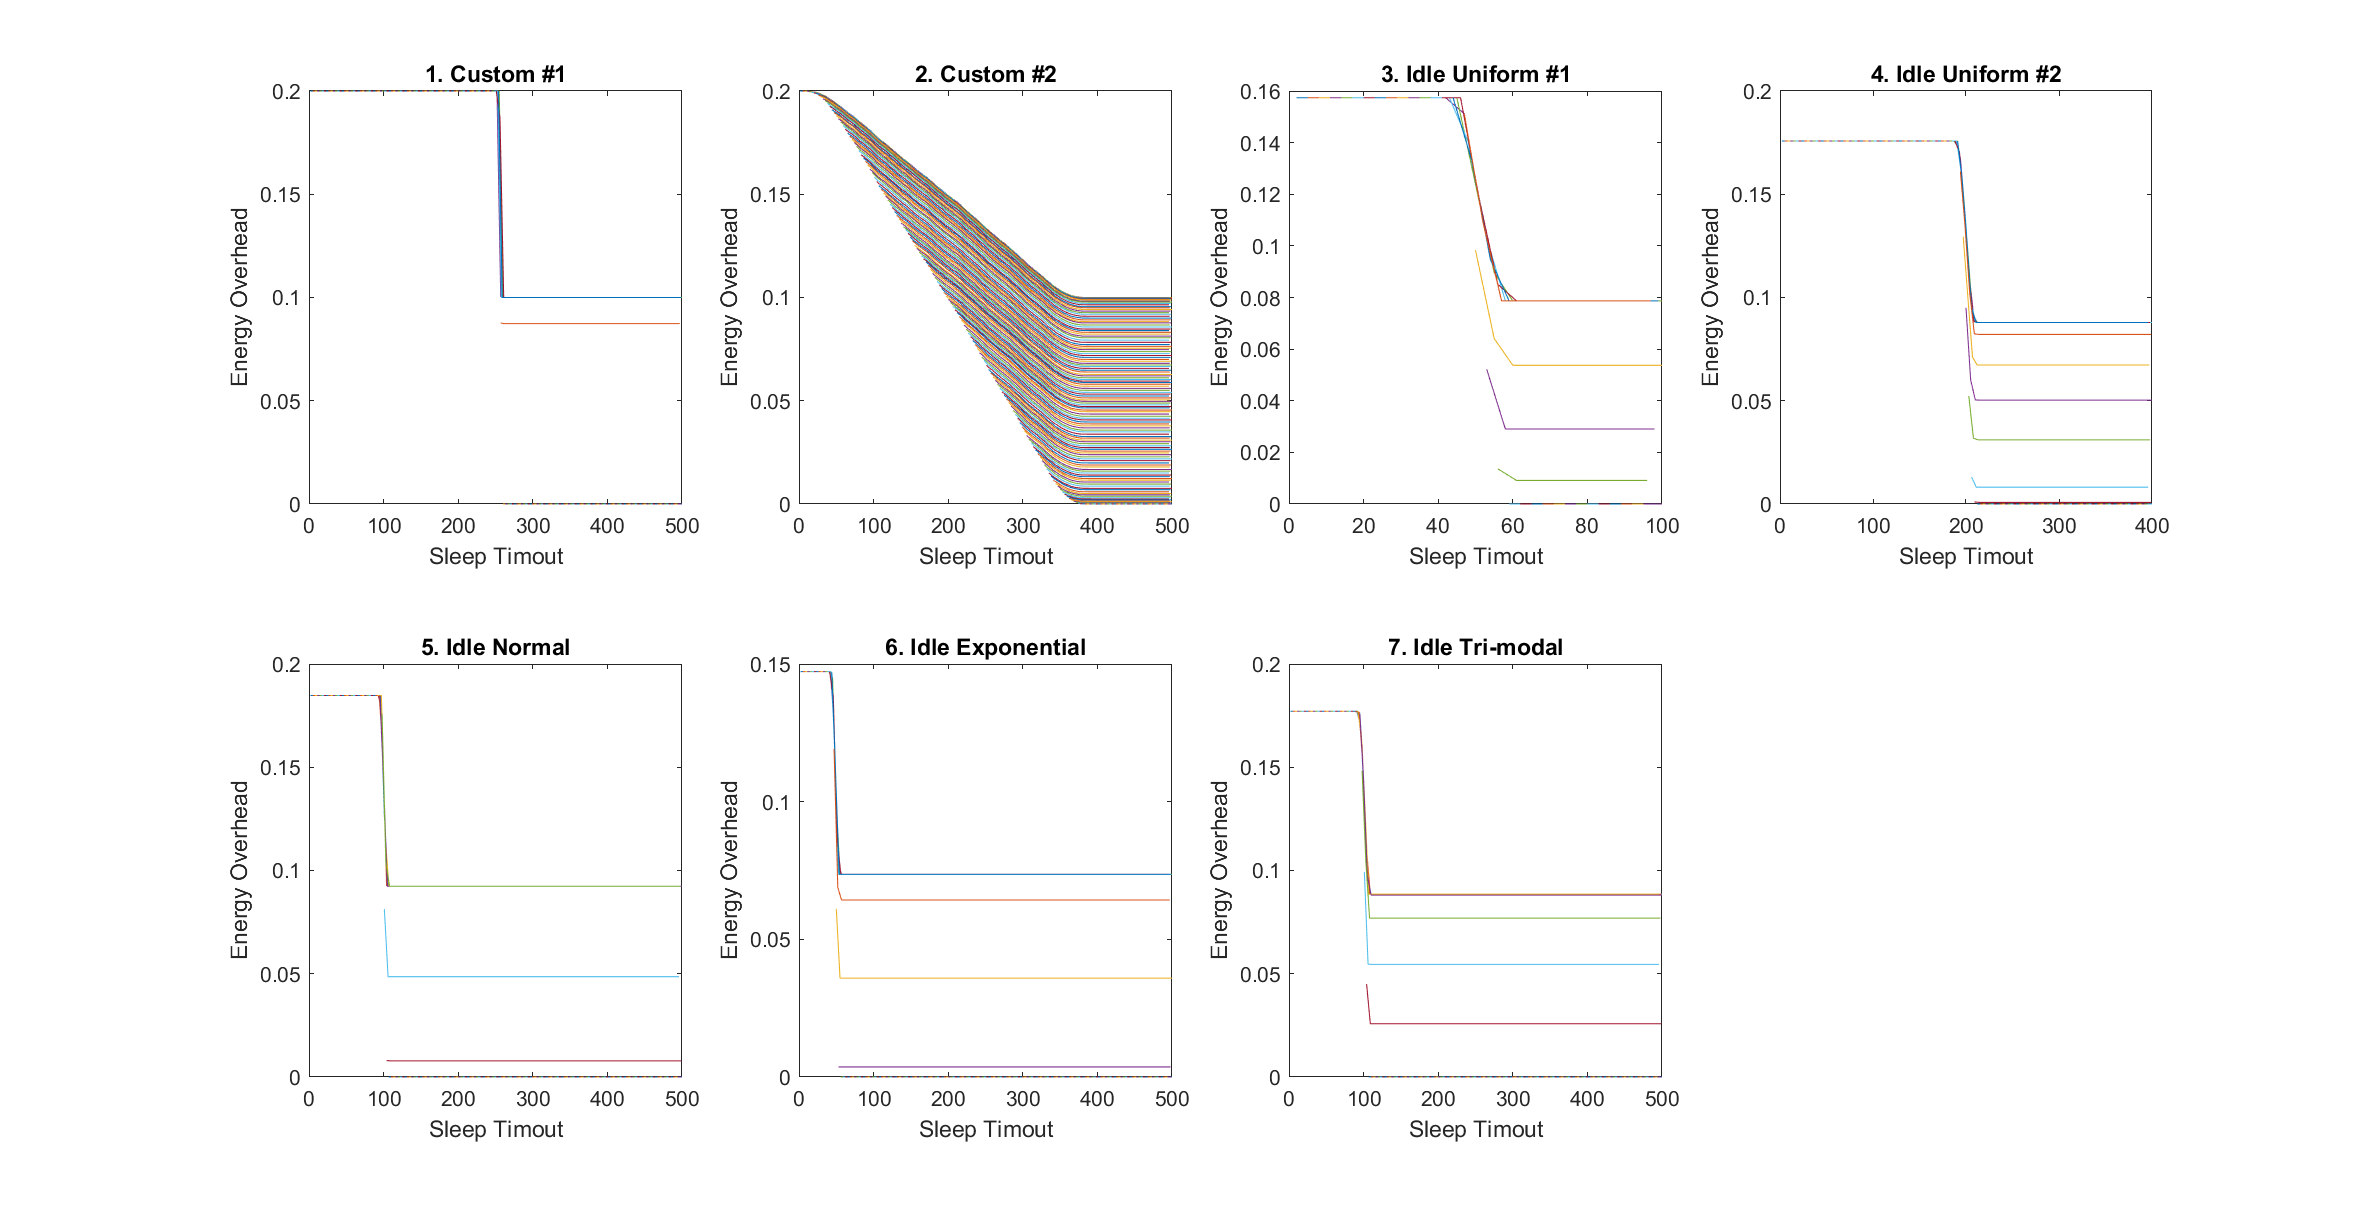 1. Custom #1
0.2
0.15
0.1
0.05
0
0 100 200 300 400 500
Energy Overhead
Sleep Timout
2. Custom #2
0.2
0.15
0.1
0.05
0
0 100 200 300 400 500
Energy Overhead
Sleep Timout
3. Idle Uniform #1
0.16
0.14
0.12
0.1
0.08
0.06
0.04
0.02
0
0 20 40 60 80 100
Energy Overhead
Sleep Timout
4. Idle Uniform #2
0.2
0.15
0.1
0.05
0
0 100 200 300 400
Energy Overhead
Sleep Timout
5. Idle Normal
0.2
0.15
0.1
0.05
0
0 100 200 300 400 500
Energy Overhead
Sleep Timout
6. Idle Exponential
0.15
0.1
0.05
0
0 100 200 300 400 500
Energy Overhead
Sleep Timout
7. Idle Tri-modal
0.2
0.15
0.1
0.05
0
0 100 200 300 400 500
Energy Overhead
Sleep Timout